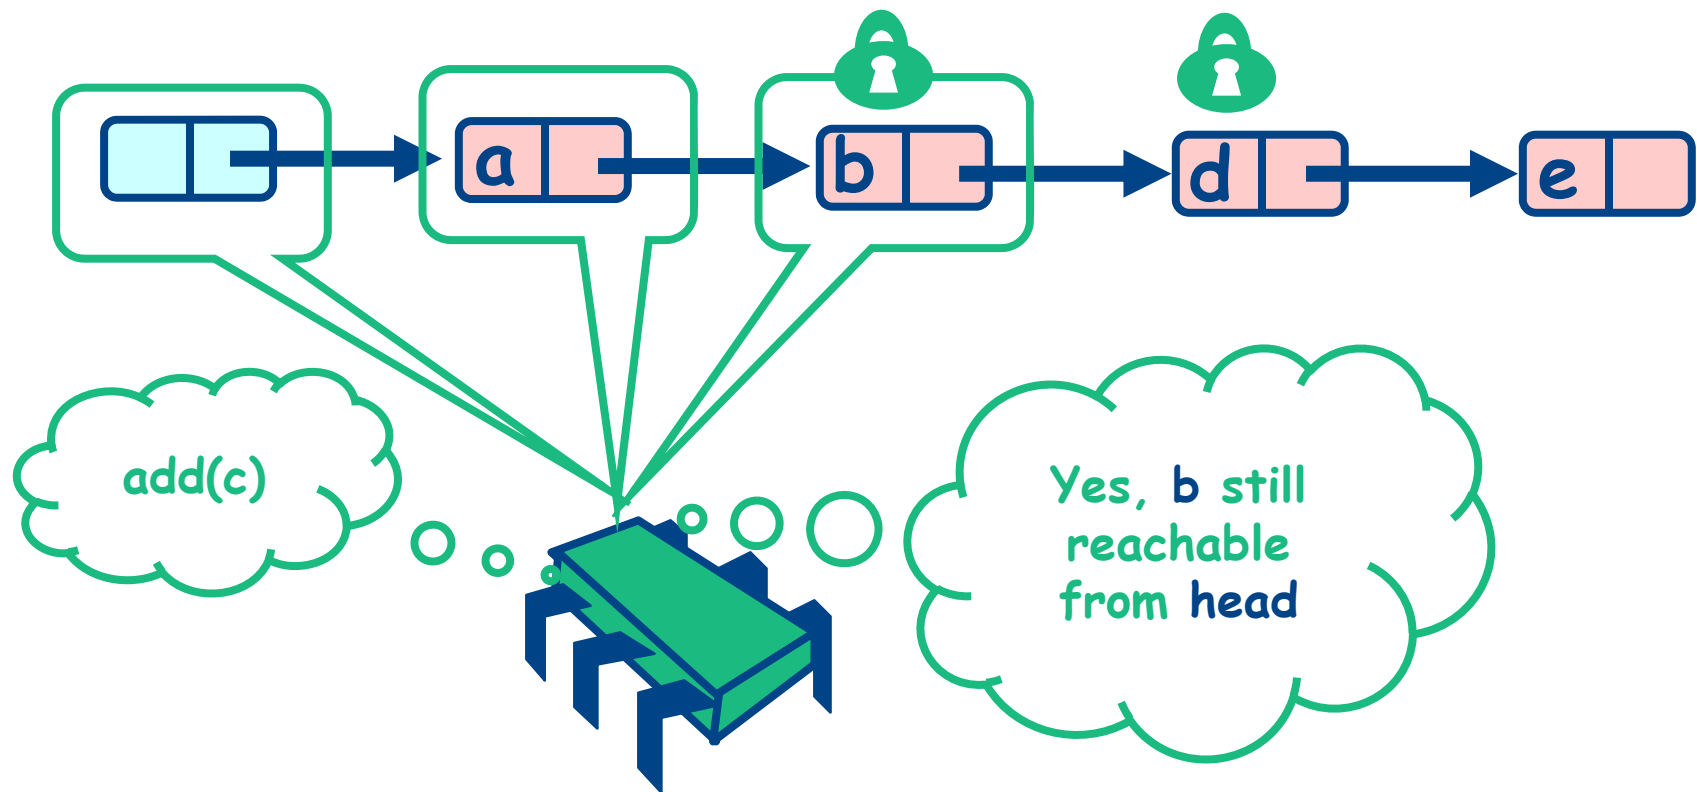 a
b
d
e
add(c)
Yes, b still
reachable
from head